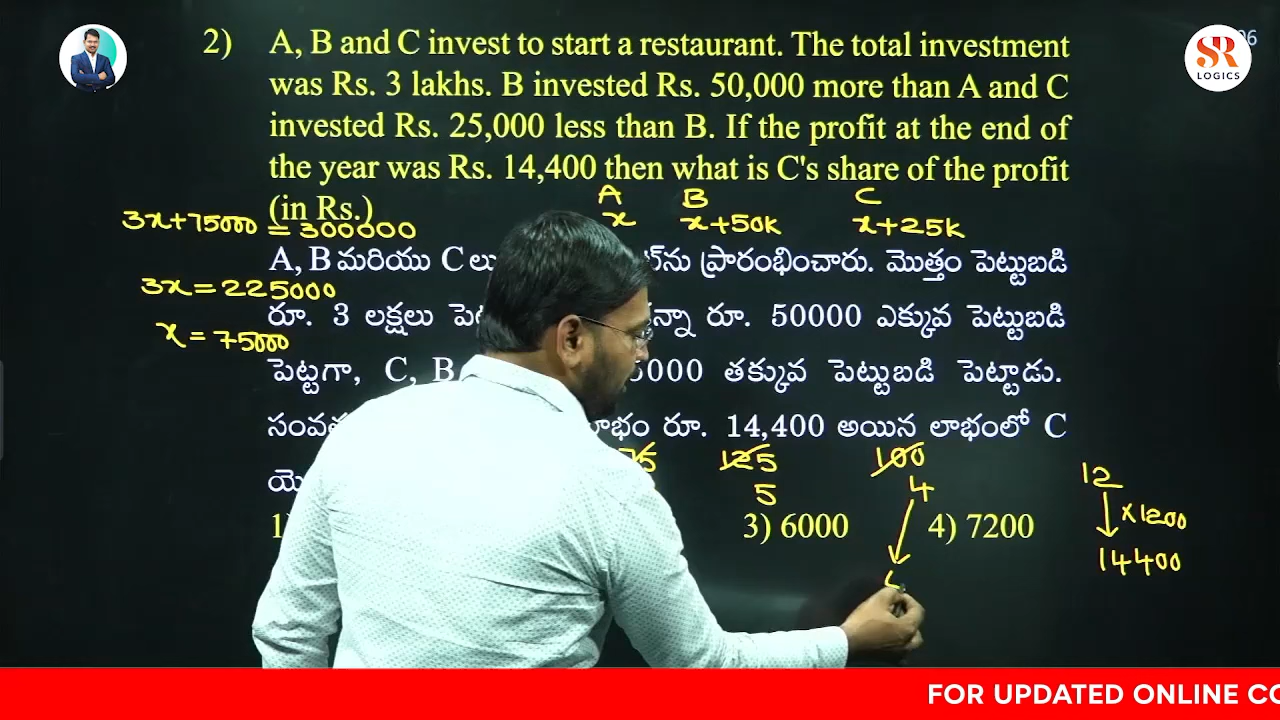 2) A, B and C invest to start a restaurant. The total investment
was Rs. 3 lakhs. B invested Rs. 50,000 more than A and C
invested Rs. 25,000 less than B. If the profit at the end of
the year was Rs. 14,400 then what is C's share of the profit
(in Rs.)
A B C
x x+50k x+25k
3x+75000 = 300000
A, B మరియు C లు ప్రారంభించారు. మొత్తం పెట్టుబడి
3x = 225000
రూ. 3 లక్షలు రూ. 50000 ఎక్కువ పెట్టుబడి
x = 75000
పెట్టగా, C, B తక్కువ పెట్టుబడి పెట్టాడు.
రూ. 14,400 అయిన లాభంలో C
125 100 12
5 4 x1200
3) 6000 4) 7200
14400
SR
LOGICS
FOR UPDATED ONLINE